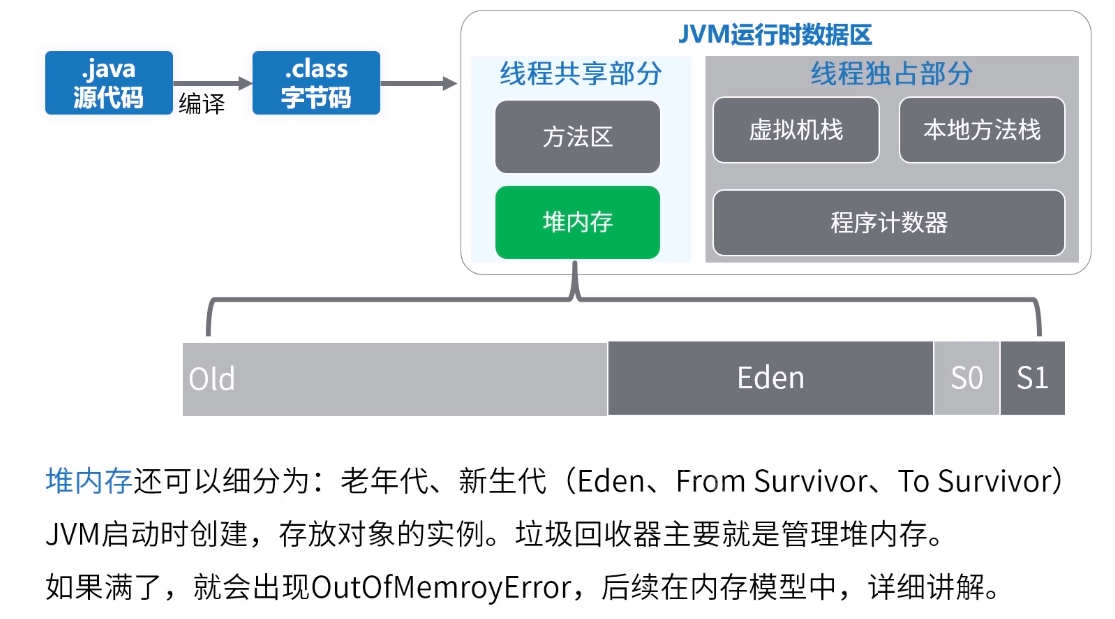 JVM运行时数据区
.java
源代码
编译
.class
字节码
线程共享部分
方法区
堆内存
线程独占部分
虚拟机栈
本地方法栈
程序计数器
Old
Eden
S0
S1
堆内存还可以细分为：老年代、新生代（Eden、From Survivor、To Survivor）
JVM启动时创建，存放对象的实例。垃圾回收器主要就是管理堆内存。
如果满了，就会出现OutOfMemroyError，后续在内存模型中，详细讲解。